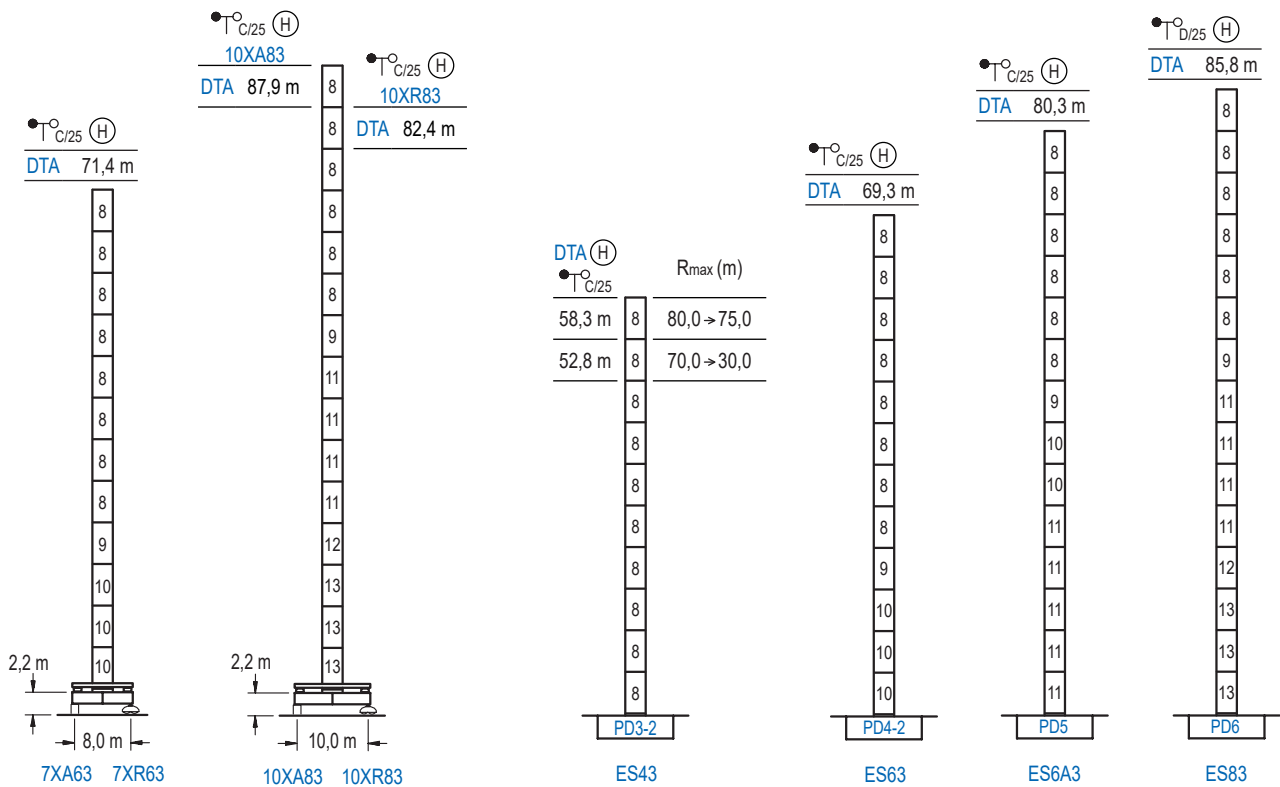 C/25 H
DTA 71,4 m
8
8
8
8
8
8
8
8
9
10
10
10
2,2 m
8,0 m
7XA63 7XR63
C/25 H
10XA83
DTA 87,9 m
C/25 H
10XR83
DTA 82,4 m
8
8
8
8
8
8
9
11
11
11
11
12
13
13
13
2,2 m
10,0 m
10XA83 10XR83
DTA H
C/25
Rmax (m)
58,3 m 8 80,0→75,0
52,8 m 8 70,0→30,0
8
8
8
8
8
8
8
8
PD3-2
ES43
C/25 H
DTA 69,3 m
8
8
8
8
8
8
8
8
9
10
10
10
PD4-2
ES63
C/25 H
DTA 80,3 m
8
8
8
8
8
8
9
10
10
11
11
11
11
11
PD5
ES6A3
D/25 H
DTA 85,8 m
8
8
8
8
8
8
9
11
11
11
11
12
13
13
13
PD6
ES83